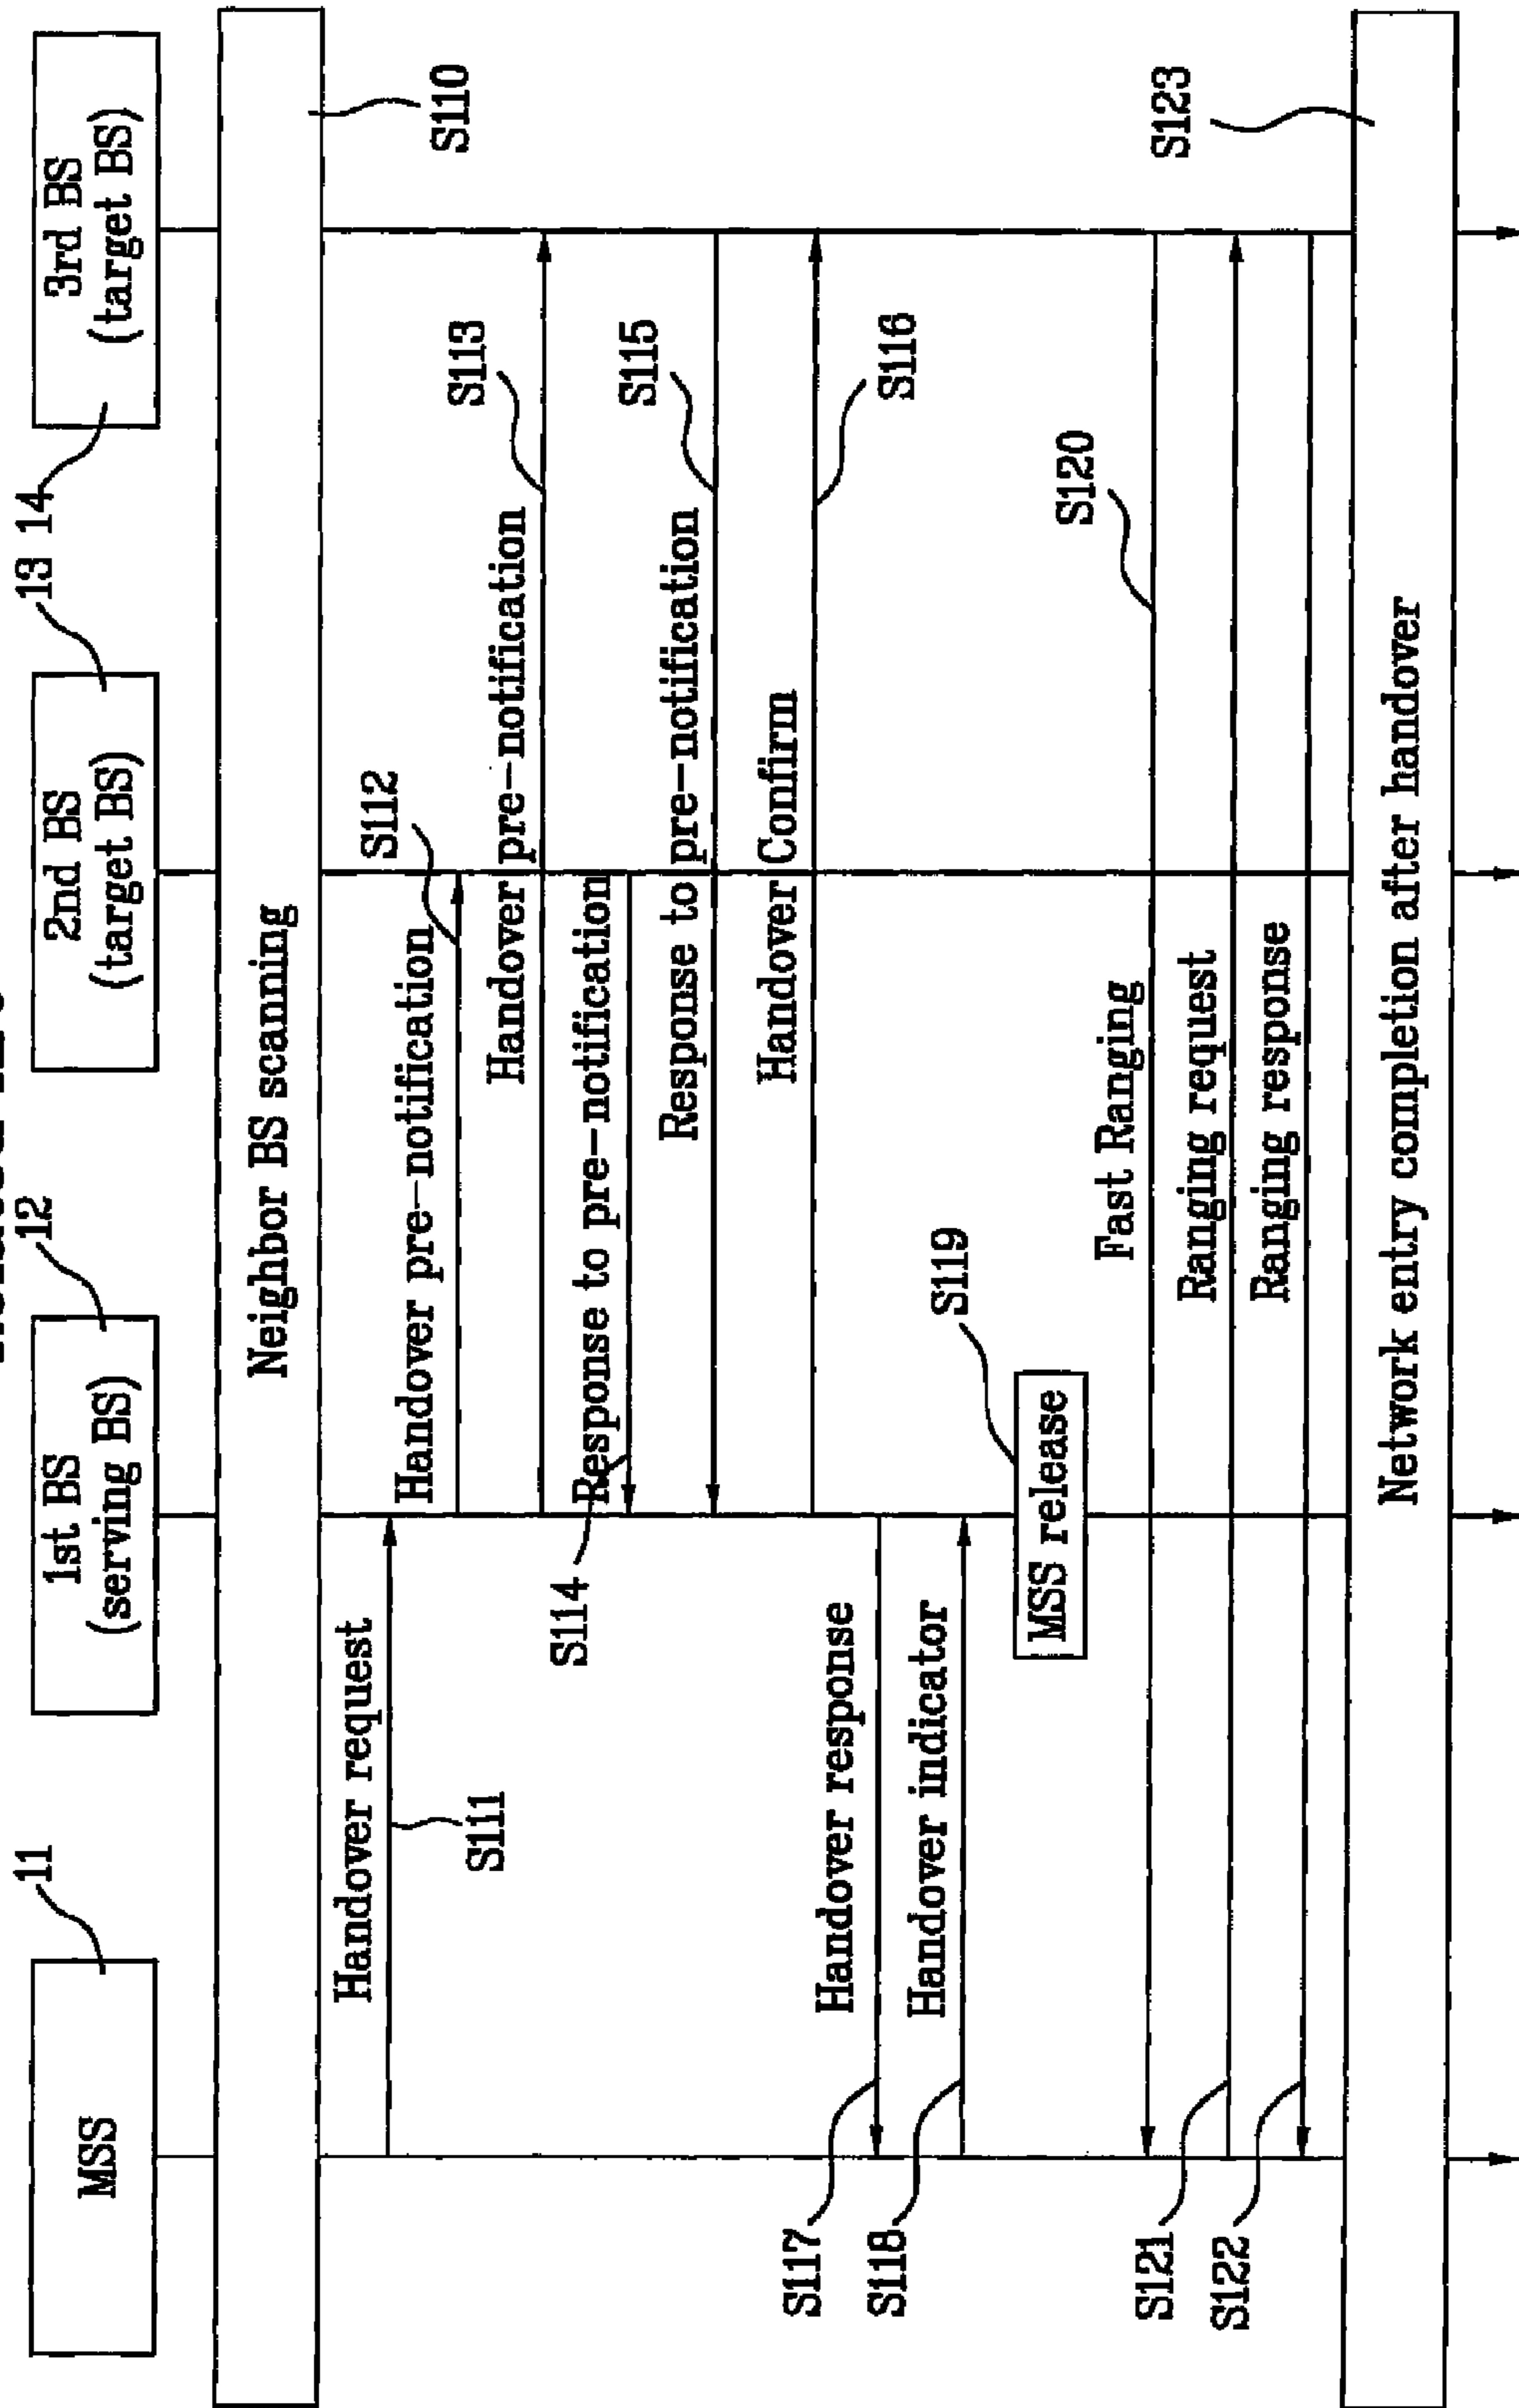 MSS
11
1st BS
(serving BS)
12
2nd BS
(target BS)
13
3rd BS
(target BS)
14
Neighbor BS scanning
S110
Handover request
S111
Handover pre-notification
S112
Handover pre-notification
S113
Response to pre-notification
S114
Response to pre-notification
S115
Handover Confirm
S116
Handover response
S117
Handover indicator
S118
MSS release
S119
Fast Ranging
S120
Ranging request
S121
Ranging response
S122
Network entry completion after handover
S123